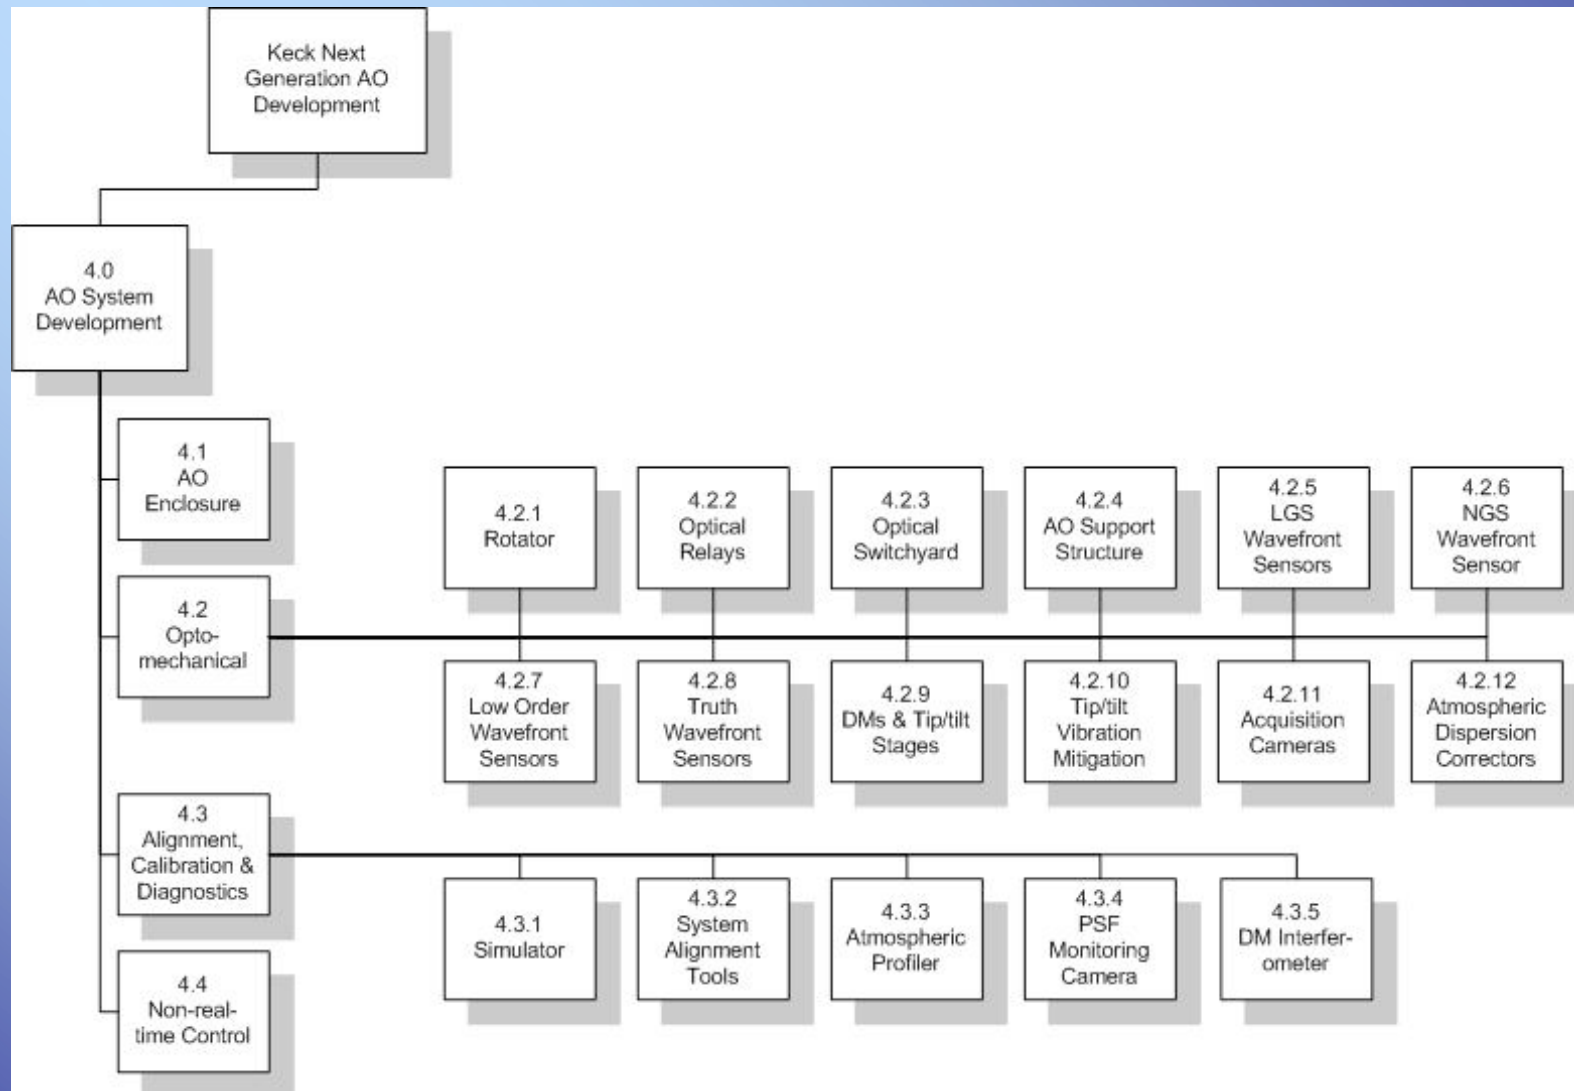 Keck Next
Generation AO
Development
4.0
AO System
Development
4.1
AO
Enclosure
4.2
Opto-
mechanical
4.2.1
Rotator
4.2.2
Optical
Relays
4.2.3
Optical
Switchyard
4.2.4
AO Support
Structure
4.2.5
LGS
Wavefront
Sensors
4.2.6
NGS
Wavefront
Sensor
4.2.7
Low Order
Wavefront
Sensors
4.2.8
Truth
Wavefront
Sensors
4.2.9
DMs & Tip/tilt
Stages
4.2.10
Tip/tilt
Vibration
Mitigation
4.2.11
Acquisition
Cameras
4.2.12
Atmospheric
Dispersion
Correctors
4.3
Alignment,
Calibration &
Diagnostics
4.3.1
Simulator
4.3.2
System
Alignment
Tools
4.3.3
Atmospheric
Profiler
4.3.4
PSF
Monitoring
Camera
4.3.5
DM Interfer-
ometer
4.4
Non-real-
time Control